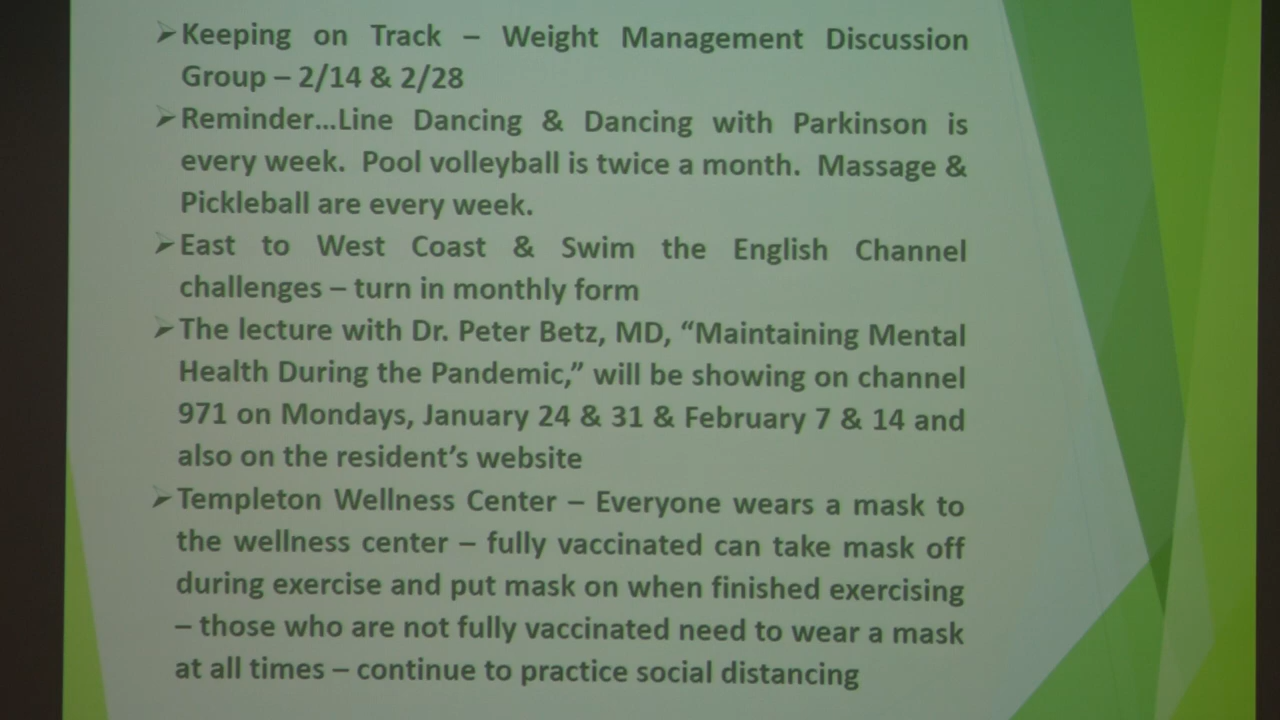 ➢Keeping on Track – Weight Management Discussion
Group – 2/14 & 2/28
➢Reminder...Line Dancing & Dancing with Parkinson is
every week. Pool volleyball is twice a month. Massage &
Pickleball are every week.
➢East to West Coast & Swim the English Channel
challenges – turn in monthly form
➢The lecture with Dr. Peter Betz, MD, “Maintaining Mental
Health During the Pandemic,” will be showing on channel
971 on Mondays, January 24 & 31 & February 7 & 14 and
also on the resident’s website
➢Templeton Wellness Center – Everyone wears a mask to
the wellness center – fully vaccinated can take mask off
during exercise and put mask on when finished exercising
– those who are not fully vaccinated need to wear a mask
at all times – continue to practice social distancing